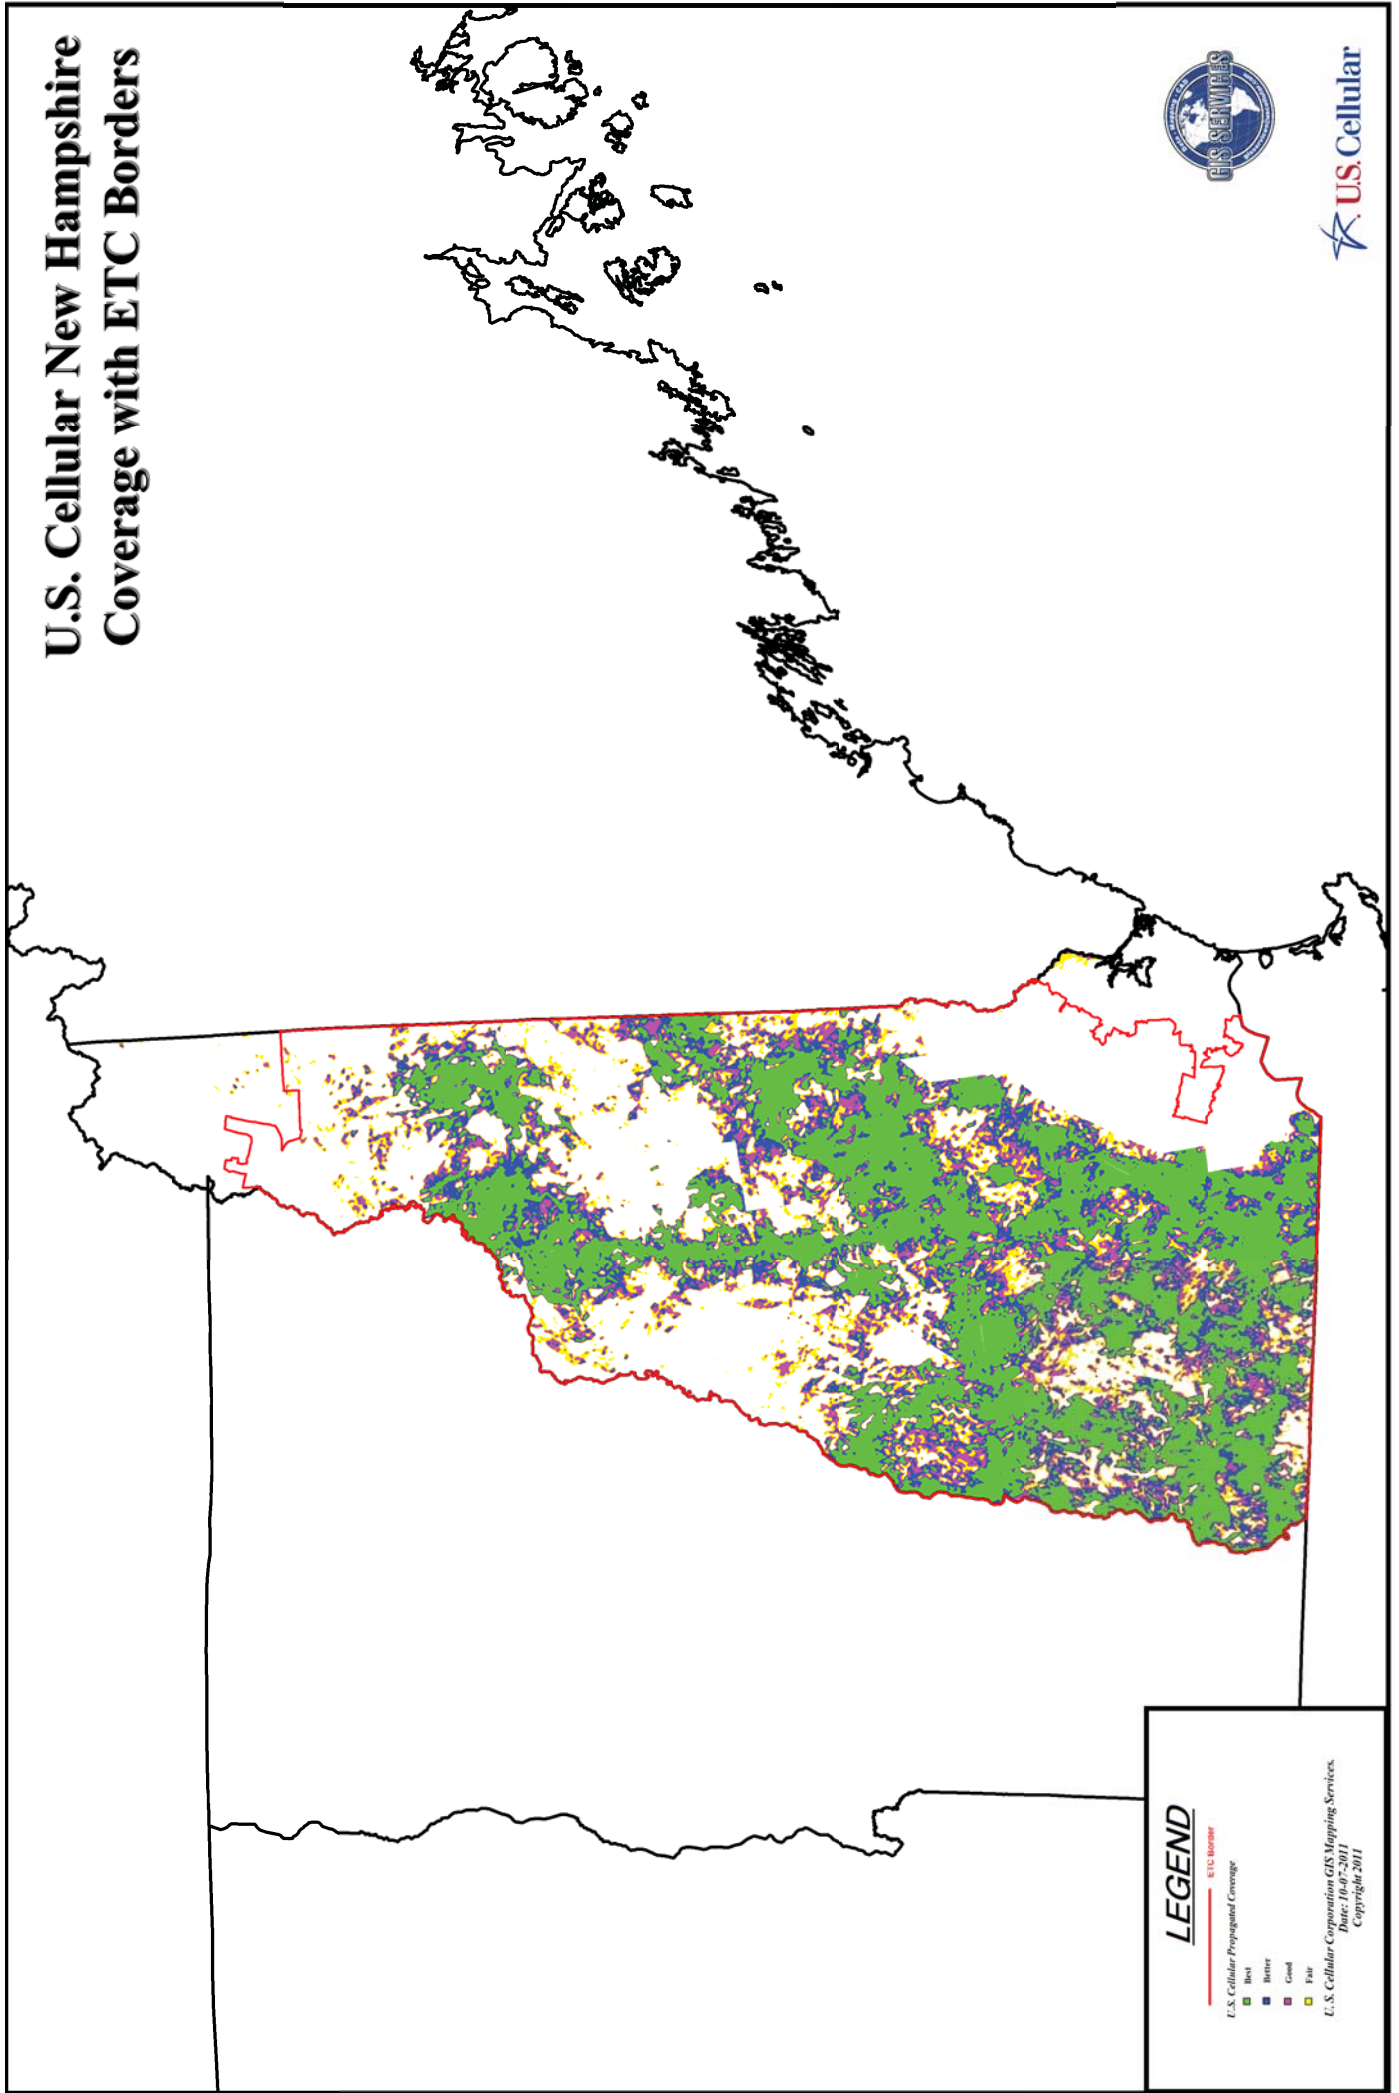 U.S. Cellular New Hampshire
Coverage with ETC Borders
GIS SERVICES
U.S. Cellular
LEGEND
ETC Border
U.S. Cellular Propagated Coverage
Best
Better
Good
Fair
U.S. Cellular Corporation GIS Mapping Services.
Date: 10-07-2011
Copyright 2011